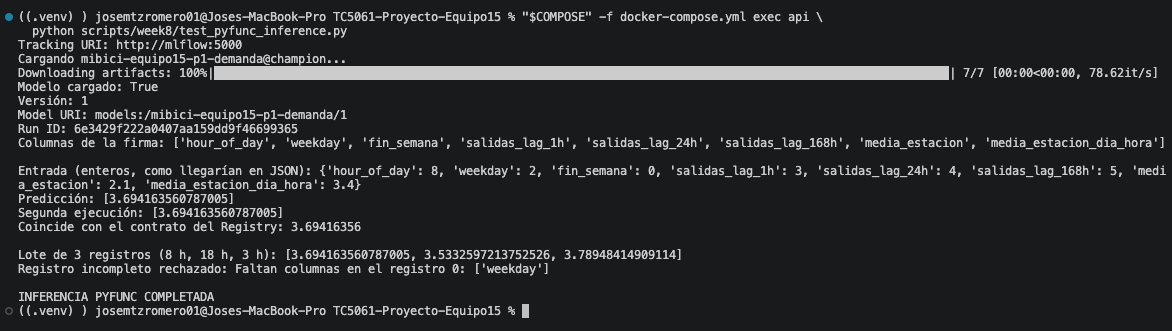 ((.venv) ) josemtzromero01@Joses-MacBook-Pro TC5061-Proyecto-Equipo15 % "$COMPOSE" -f docker-compose.yml exec api \
  python scripts/week8/test_pyfunc_inference.py
Tracking URI: http://mlflow:5000
Cargando mibici-equipo15-p1-demanda@champion...
Downloading artifacts: 100%| | 7/7 [00:00<00:00, 78.62it/s]
Modelo cargado: True
Versión: 1
Model URI: models:/mibici-equipo15-p1-demanda/1
Run ID: 6e3429f222a0407aa159dd9f46699365
Columnas de la firma: ['hour_of_day', 'weekday', 'fin_semana', 'salidas_lag_1h', 'salidas_lag_24h', 'salidas_lag_168h', 'media_estacion', 'media_estacion_dia_hora']
Entrada (enteros, como llegarían en JSON): {'hour_of_day': 8, 'weekday': 2, 'fin_semana': 0, 'salidas_lag_1h': 3, 'salidas_lag_24h': 4, 'salidas_lag_168h': 5, 'medi
a_estacion': 2.1, 'media_estacion_dia_hora': 3.4}
Predicción: [3.694163560787005]
Segunda ejecución: [3.694163560787005]
Coincide con el contrato del Registry: 3.69416356
Lote de 3 registros (8 h, 18 h, 3 h): [3.694163560787005, 3.5332597213752526, 3.78948414909114]
Registro incompleto rechazado: Faltan columnas en el registro 0: ['weekday']
INFERENCIA PYFUNC COMPLETADA
((.venv) ) josemtzromero01@Joses-MacBook-Pro TC5061-Proyecto-Equipo15 %